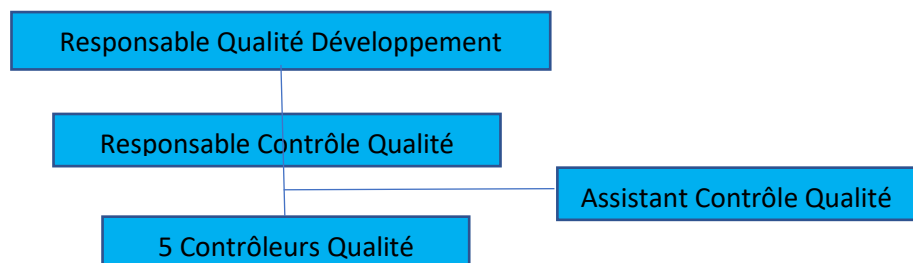 Responsable Qualité Développement
Responsable Contrôle Qualité
Assistant Contrôle Qualité
5 Contrôleurs Qualité